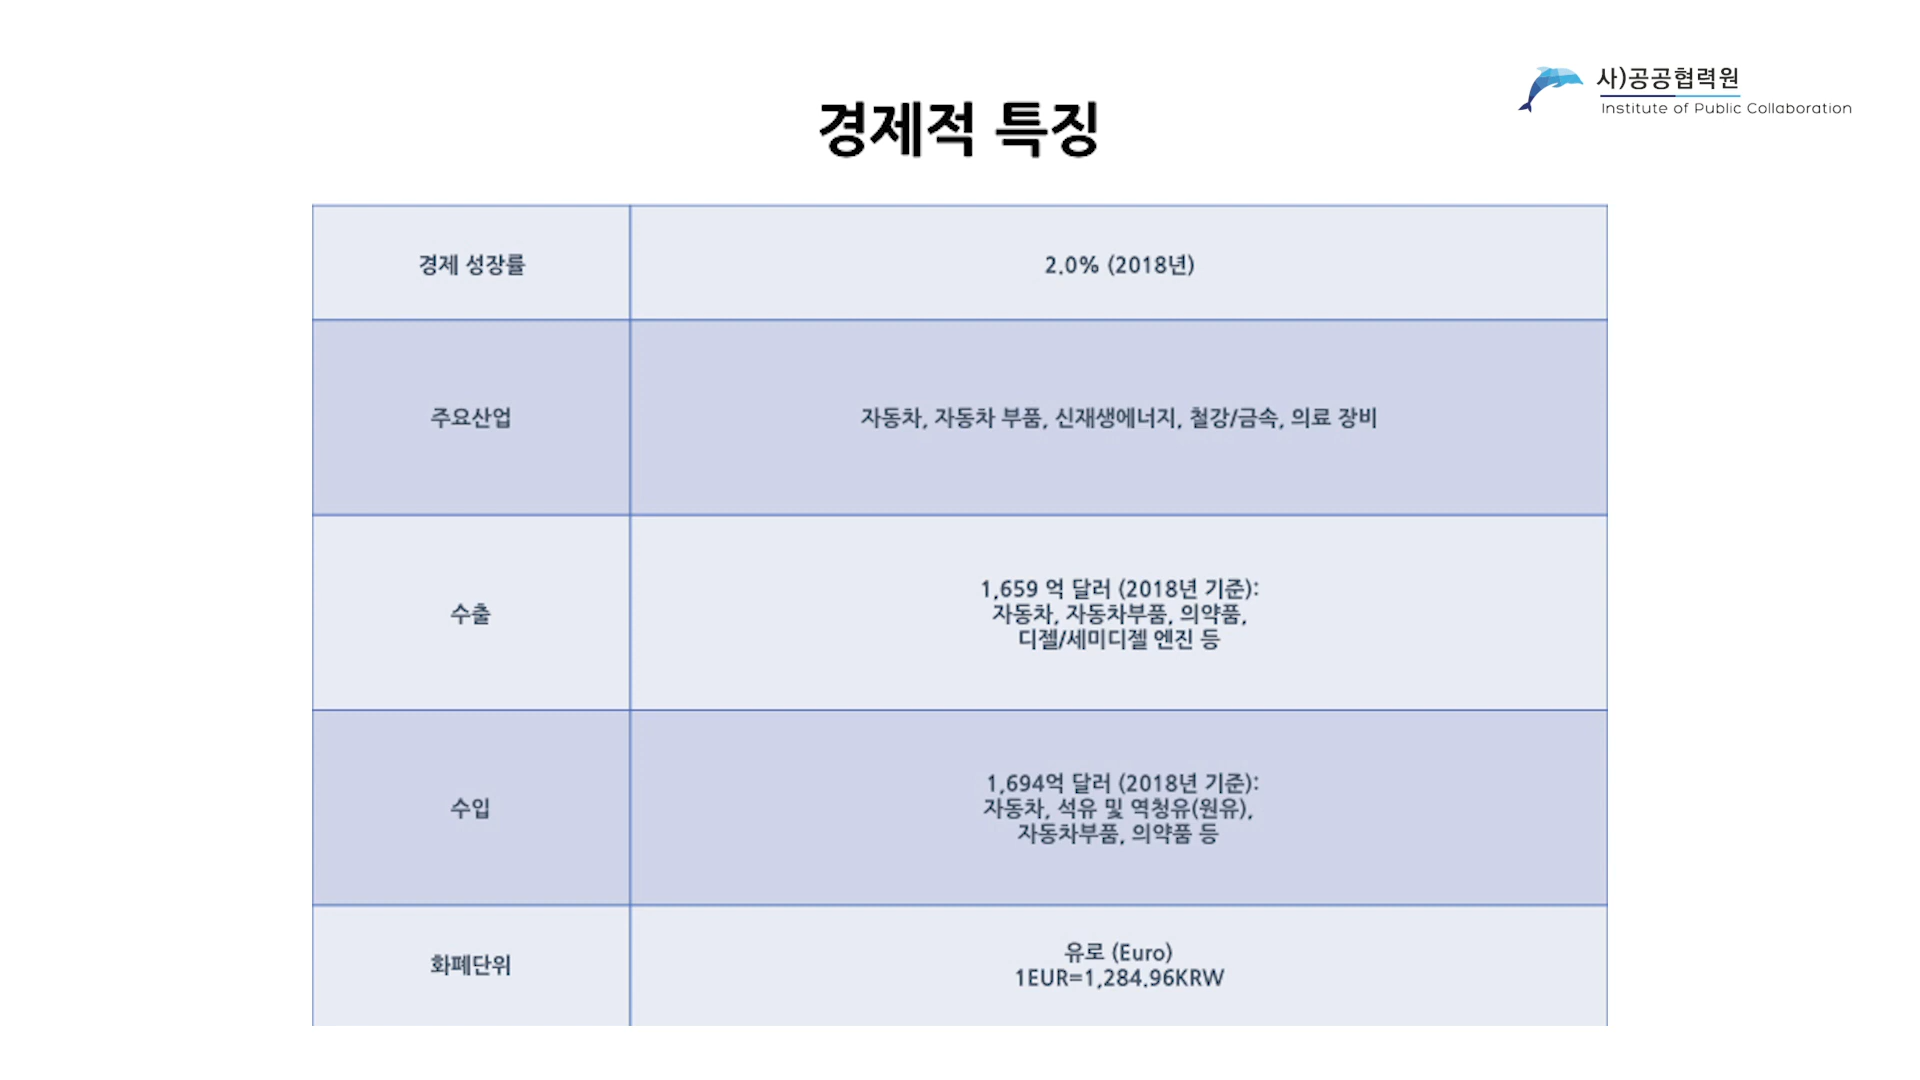 사)공공협력원
Institute of Public Collaboration
경제적 특징
경제 성장률
2.0% (2018년)
주요산업
자동차, 자동차 부품, 신재생에너지, 철강/금속, 의료 장비
수출
1,659 억 달러 (2018년 기준):
자동차, 자동차부품, 의약품,
디젤/세미디젤 엔진 등
수입
1,694억 달러 (2018년 기준):
자동차, 석유 및 역청유(원유),
자동차부품, 의약품 등
화폐단위
유로 (Euro)
1EUR=1,284.96KRW